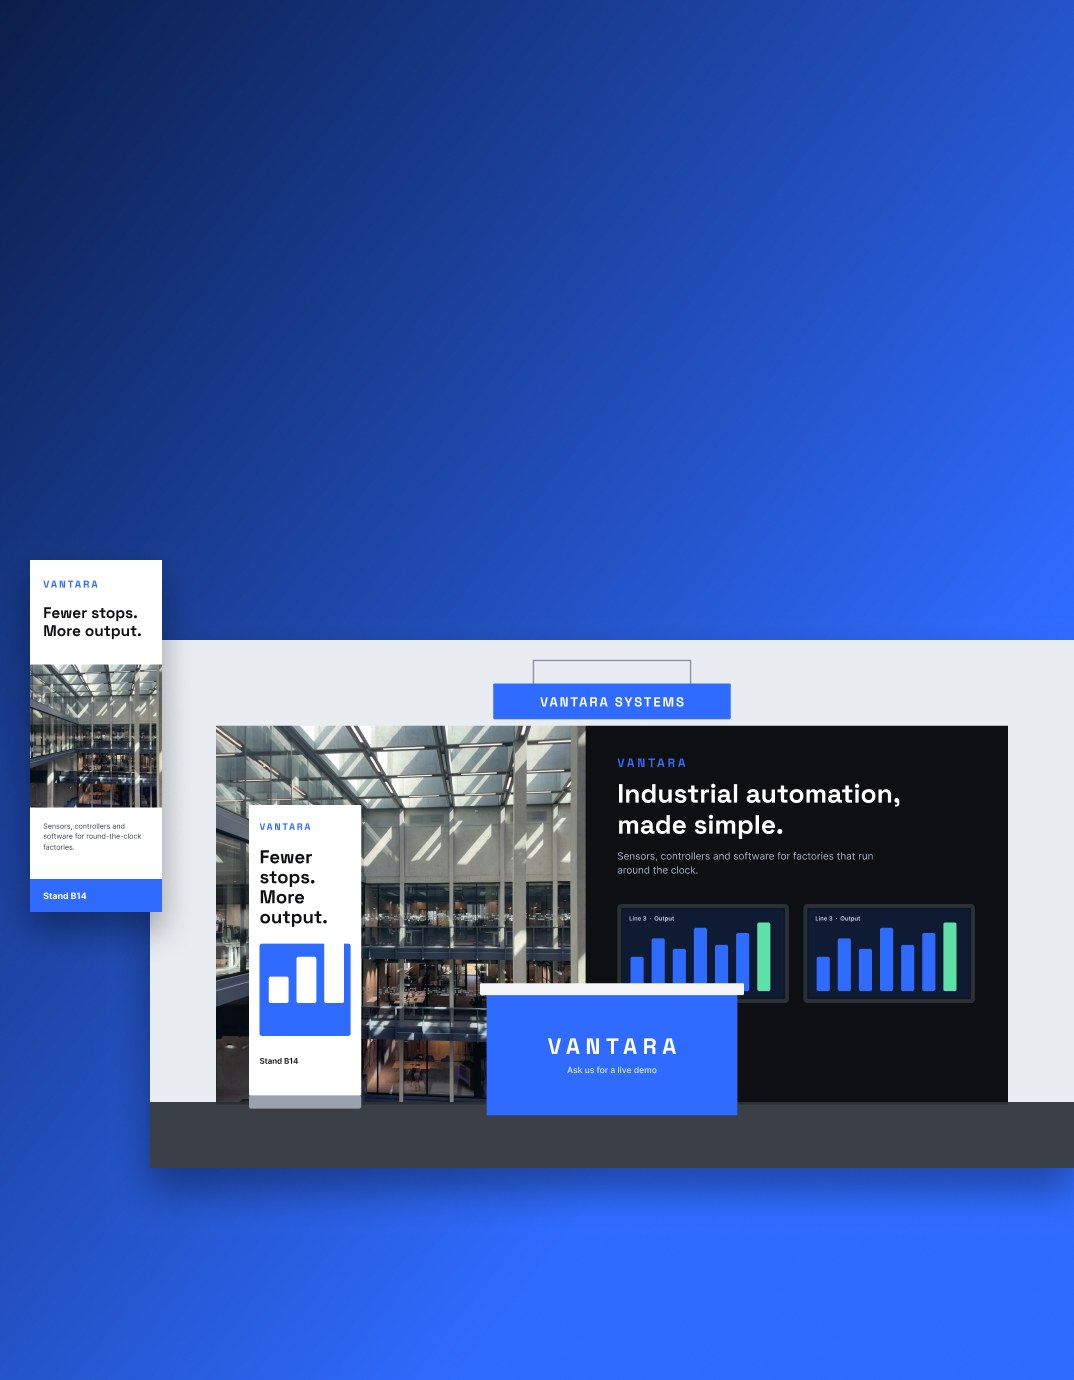 VANTARA
Fewer stops.
More output.
Sensors, controllers and
software for round-the-clock
factories.
Stand B14
VANTARA SYSTEMS
VANTARA
Fewer
stops.
More
output.
Stand B14
VANTARA
Industrial automation,
made simple.
Sensors, controllers and software for factories that run
around the clock.
Line 3 · Output
Line 3 · Output
VANTARA
Ask us for a live demo